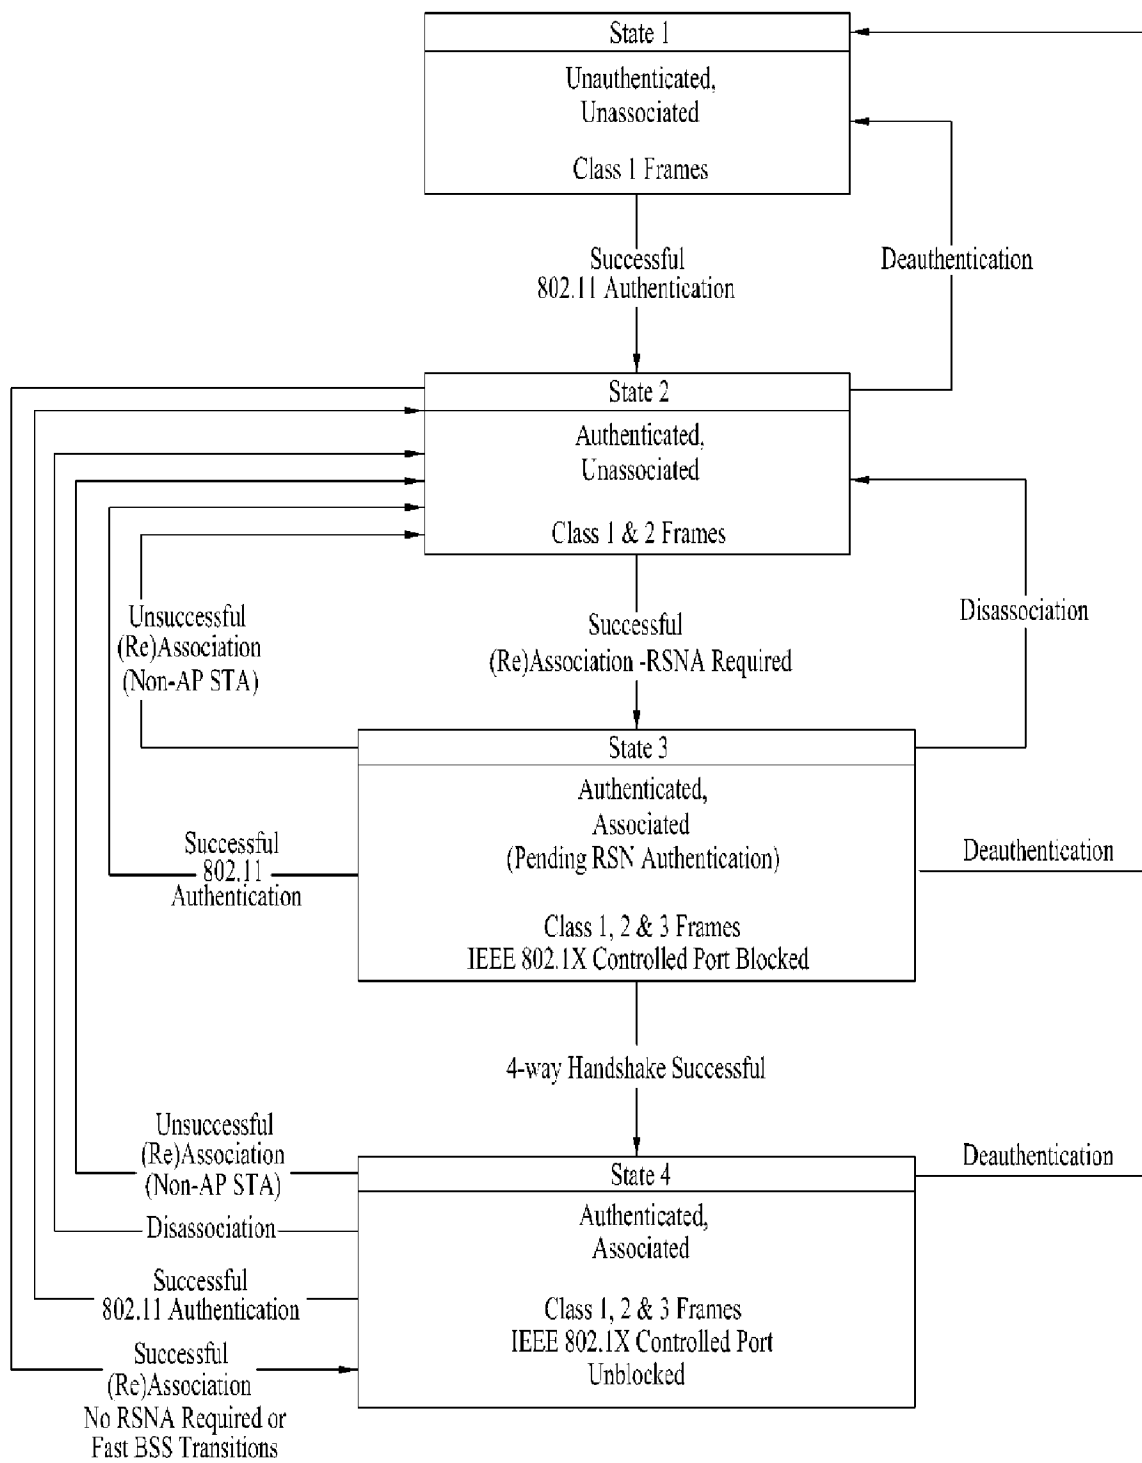 State 1
Unauthenticated,
Unassociated
Class 1 Frames
Successful
802.11 Authentication
Deauthentication
State 2
Authenticated,
Unassociated
Class 1 & 2 Frames
Unsuccessful
(Re)Association
(Non-AP STA)
Successful
(Re)Association -RSNA Required
Disassociation
State 3
Authenticated,
Associated
(Pending RSN Authentication)
Class 1, 2 & 3 Frames
IEEE 802.1X Controlled Port Blocked
Successful
802.11
Authentication
Deauthentication
4-way Handshake Successful
Unsuccessful
(Re)Association
(Non-AP STA)
Disassociation
Successful
802.11 Authentication
Successful
(Re)Association
No RSNA Required or
Fast BSS Transitions
State 4
Authenticated,
Associated
Class 1, 2 & 3 Frames
IEEE 802.1X Controlled Port
Unblocked
Deauthentication